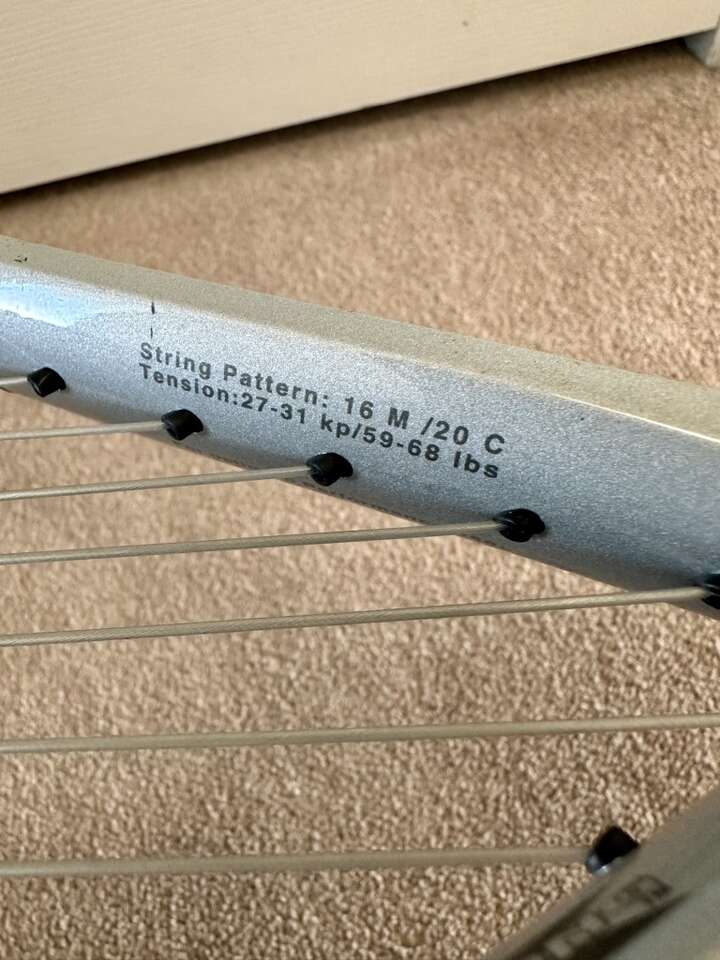 String Pattern: 16 M /20 C
Tension:27-31 kp/59-68 lbs